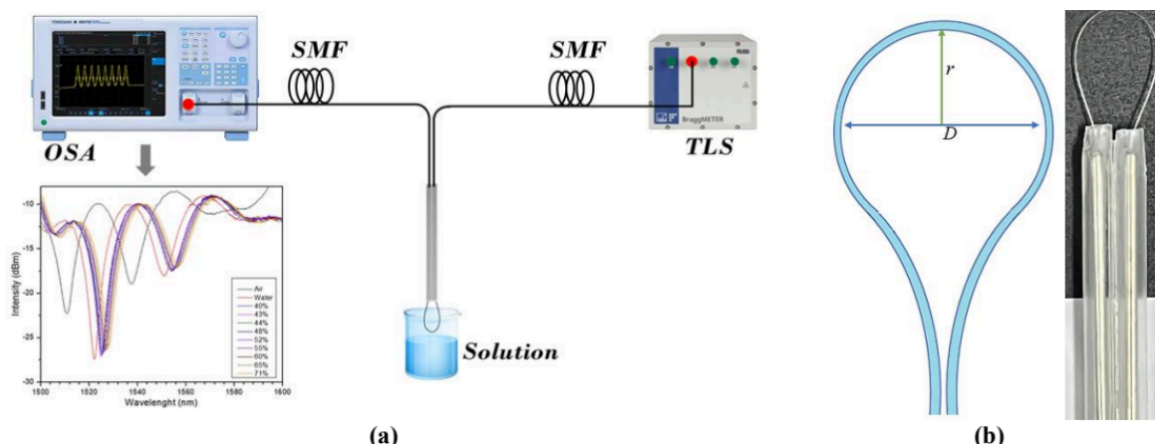 YOKOGAWA
SMF
SMF
OSA
TLS
BraggMETER
Solution
Intensity (dBm)
-10
-15
-20
-25
-30
1500
1520
1540
1560
1580
1600
Wavelenght (nm)
Air
Water
40%
43%
44%
48%
52%
55%
60%
65%
71%
r
D
(a)
(b)